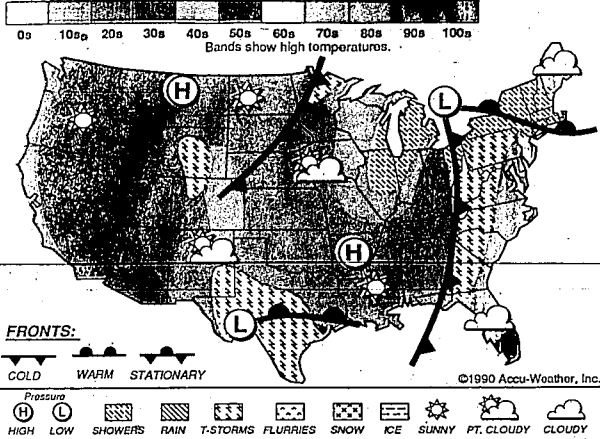 0s 10s 20s 30s 40s 50s 60s 70s 80s 90s 100s
Bands show high temperatures.
H
L
H
L
FRONTS:
COLD WARM STATIONARY
©1990 Accu-Weather, Inc.
Pressure
H L
HIGH LOW SHOWERS RAIN T-STORMS FLURRIES SNOW ICE SUNNY PT. CLOUDY CLOUDY